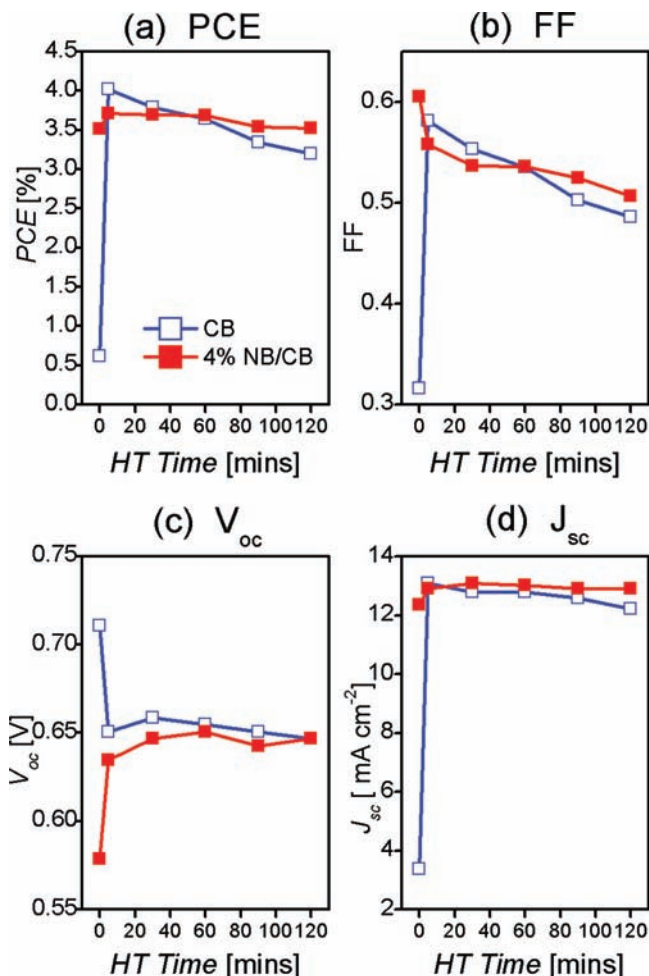 (a) PCE
PCE [%]
4.5
4.0
3.5
3.0
2.5
2.0
1.5
1.0
0.5
0.0
CB
4% NB/CB
0 20 40 60 80 100 120
HT Time [mins]
(b) FF
FF
0.6
0.5
0.4
0.3
0 20 40 60 80 100 120
HT Time [mins]
(c) Voc
Voc [V]
0.75
0.70
0.65
0.60
0.55
0 20 40 60 80 100 120
HT Time [mins]
(d) Jsc
Jsc [ mA cm⁻²]
14
12
10
8
6
4
2
0 20 40 60 80 100 120
HT Time [mins]